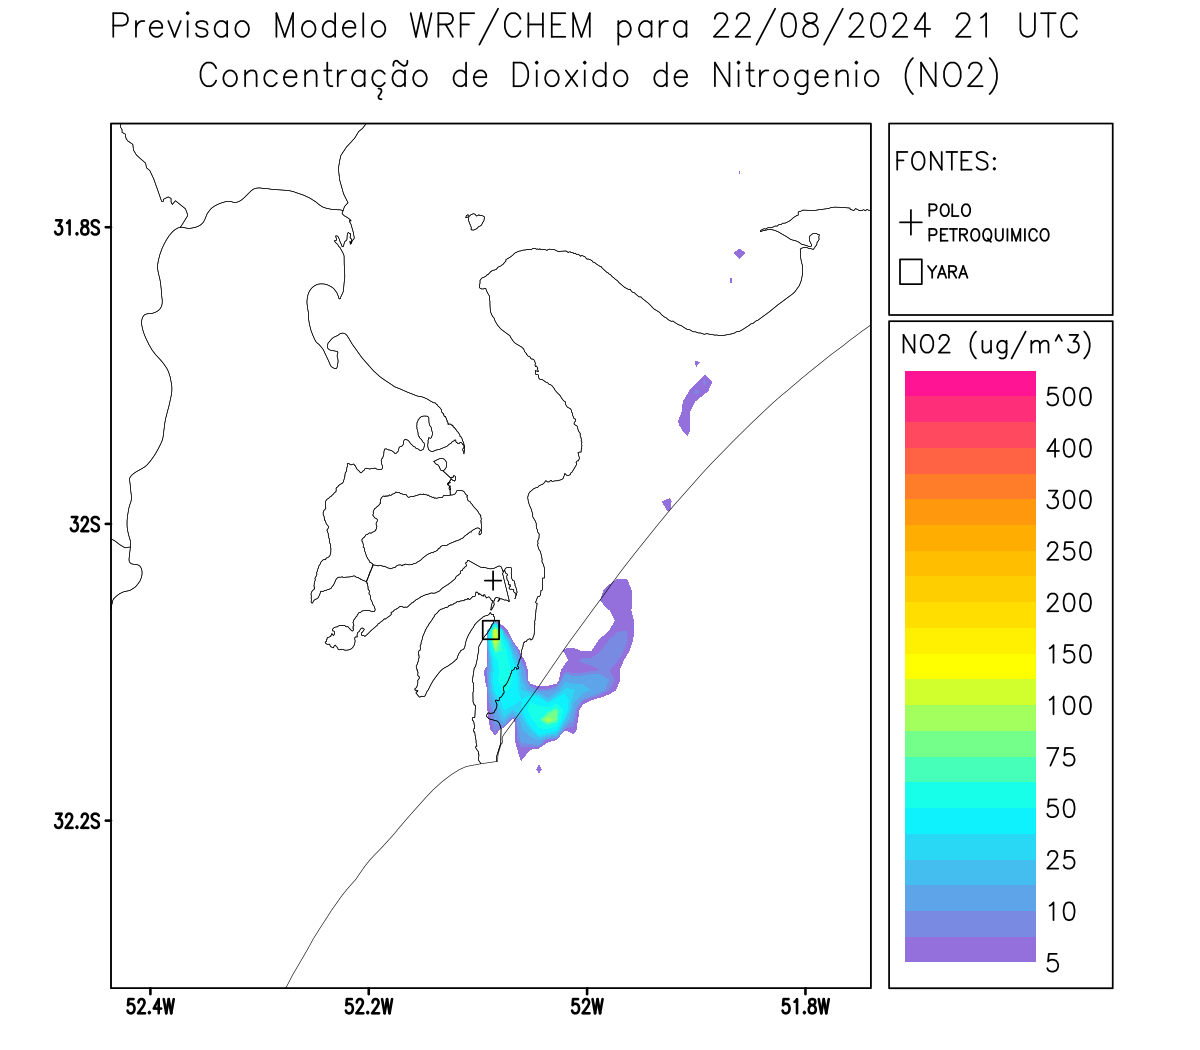 Previsao Modelo WRF/CHEM para 22/08/2024 21 UTC
Concentração de Dioxido de Nitrogenio (NO2)
FONTES:
POLO
PETROQUIMICO
YARA
NO2 (ug/m^3)
500
400
300
250
200
150
100
75
50
25
10
5
31.8S
32S
32.2S
52.4W
52.2W
52W
51.8W